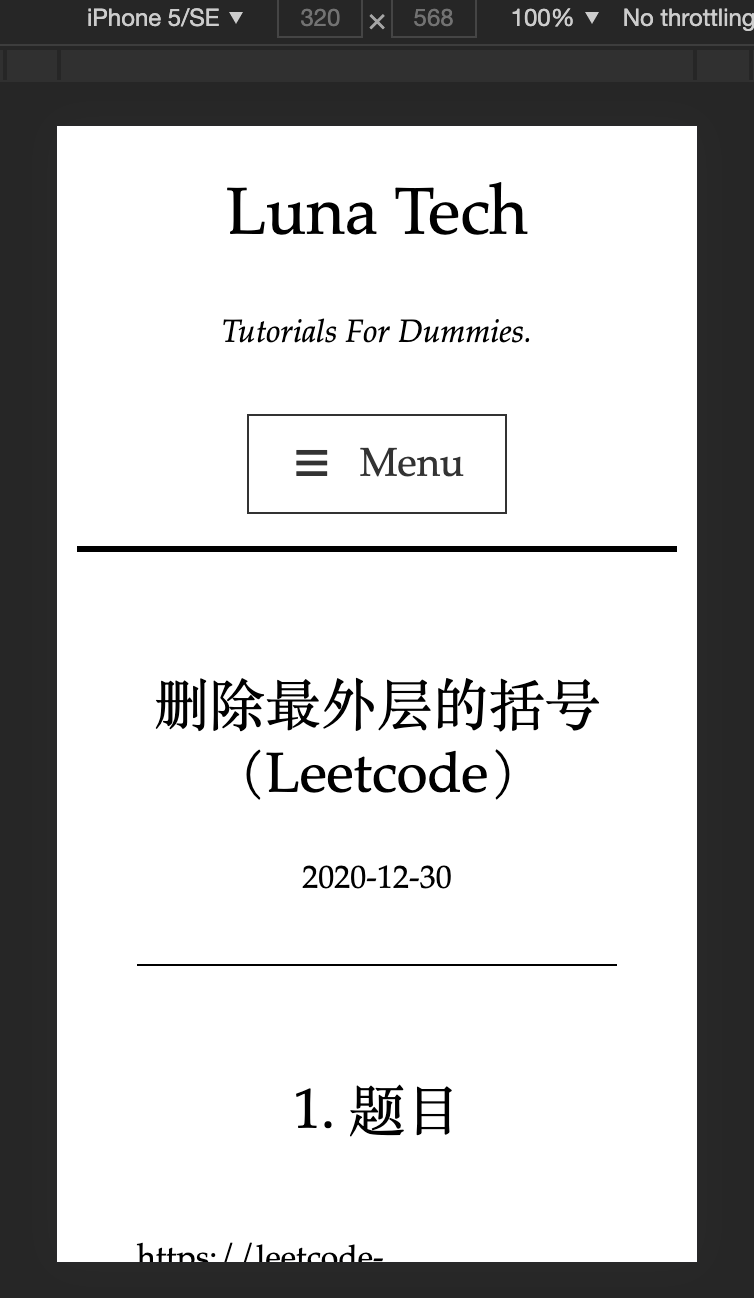 iPhone 5/SE ▼ 320 × 568 100% ▼ No throttling
Luna Tech
Tutorials For Dummies.
☰ Menu
删除最外层的括号
（Leetcode）
2020-12-30
1. 题目
https://leetcode-